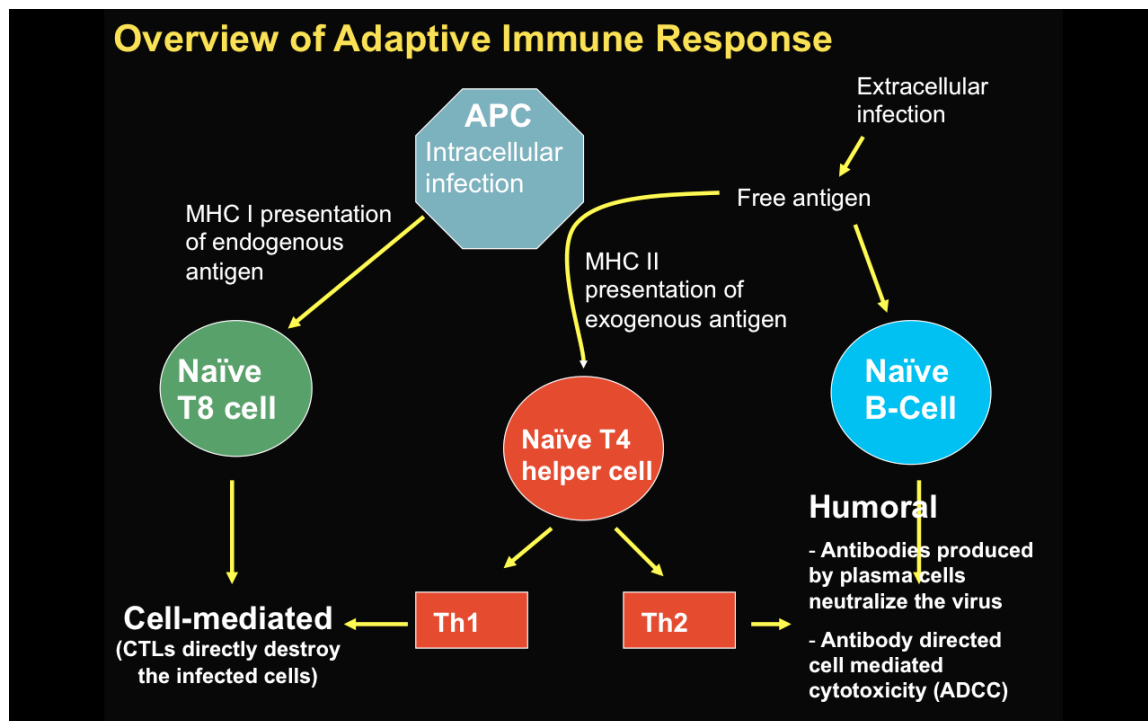 Overview of Adaptive Immune Response
APC
Intracellular
infection
Extracellular
infection
Free antigen
MHC I presentation
of endogenous
antigen
MHC II
presentation of
exogenous antigen
Naïve
T8 cell
Naïve T4
helper cell
Naïve
B-Cell
Cell-mediated
(CTLs directly destroy
the infected cells)
Th1
Th2
Humoral
- Antibodies produced
by plasma cells
neutralize the virus
- Antibody directed
cell mediated
cytotoxicity (ADCC)